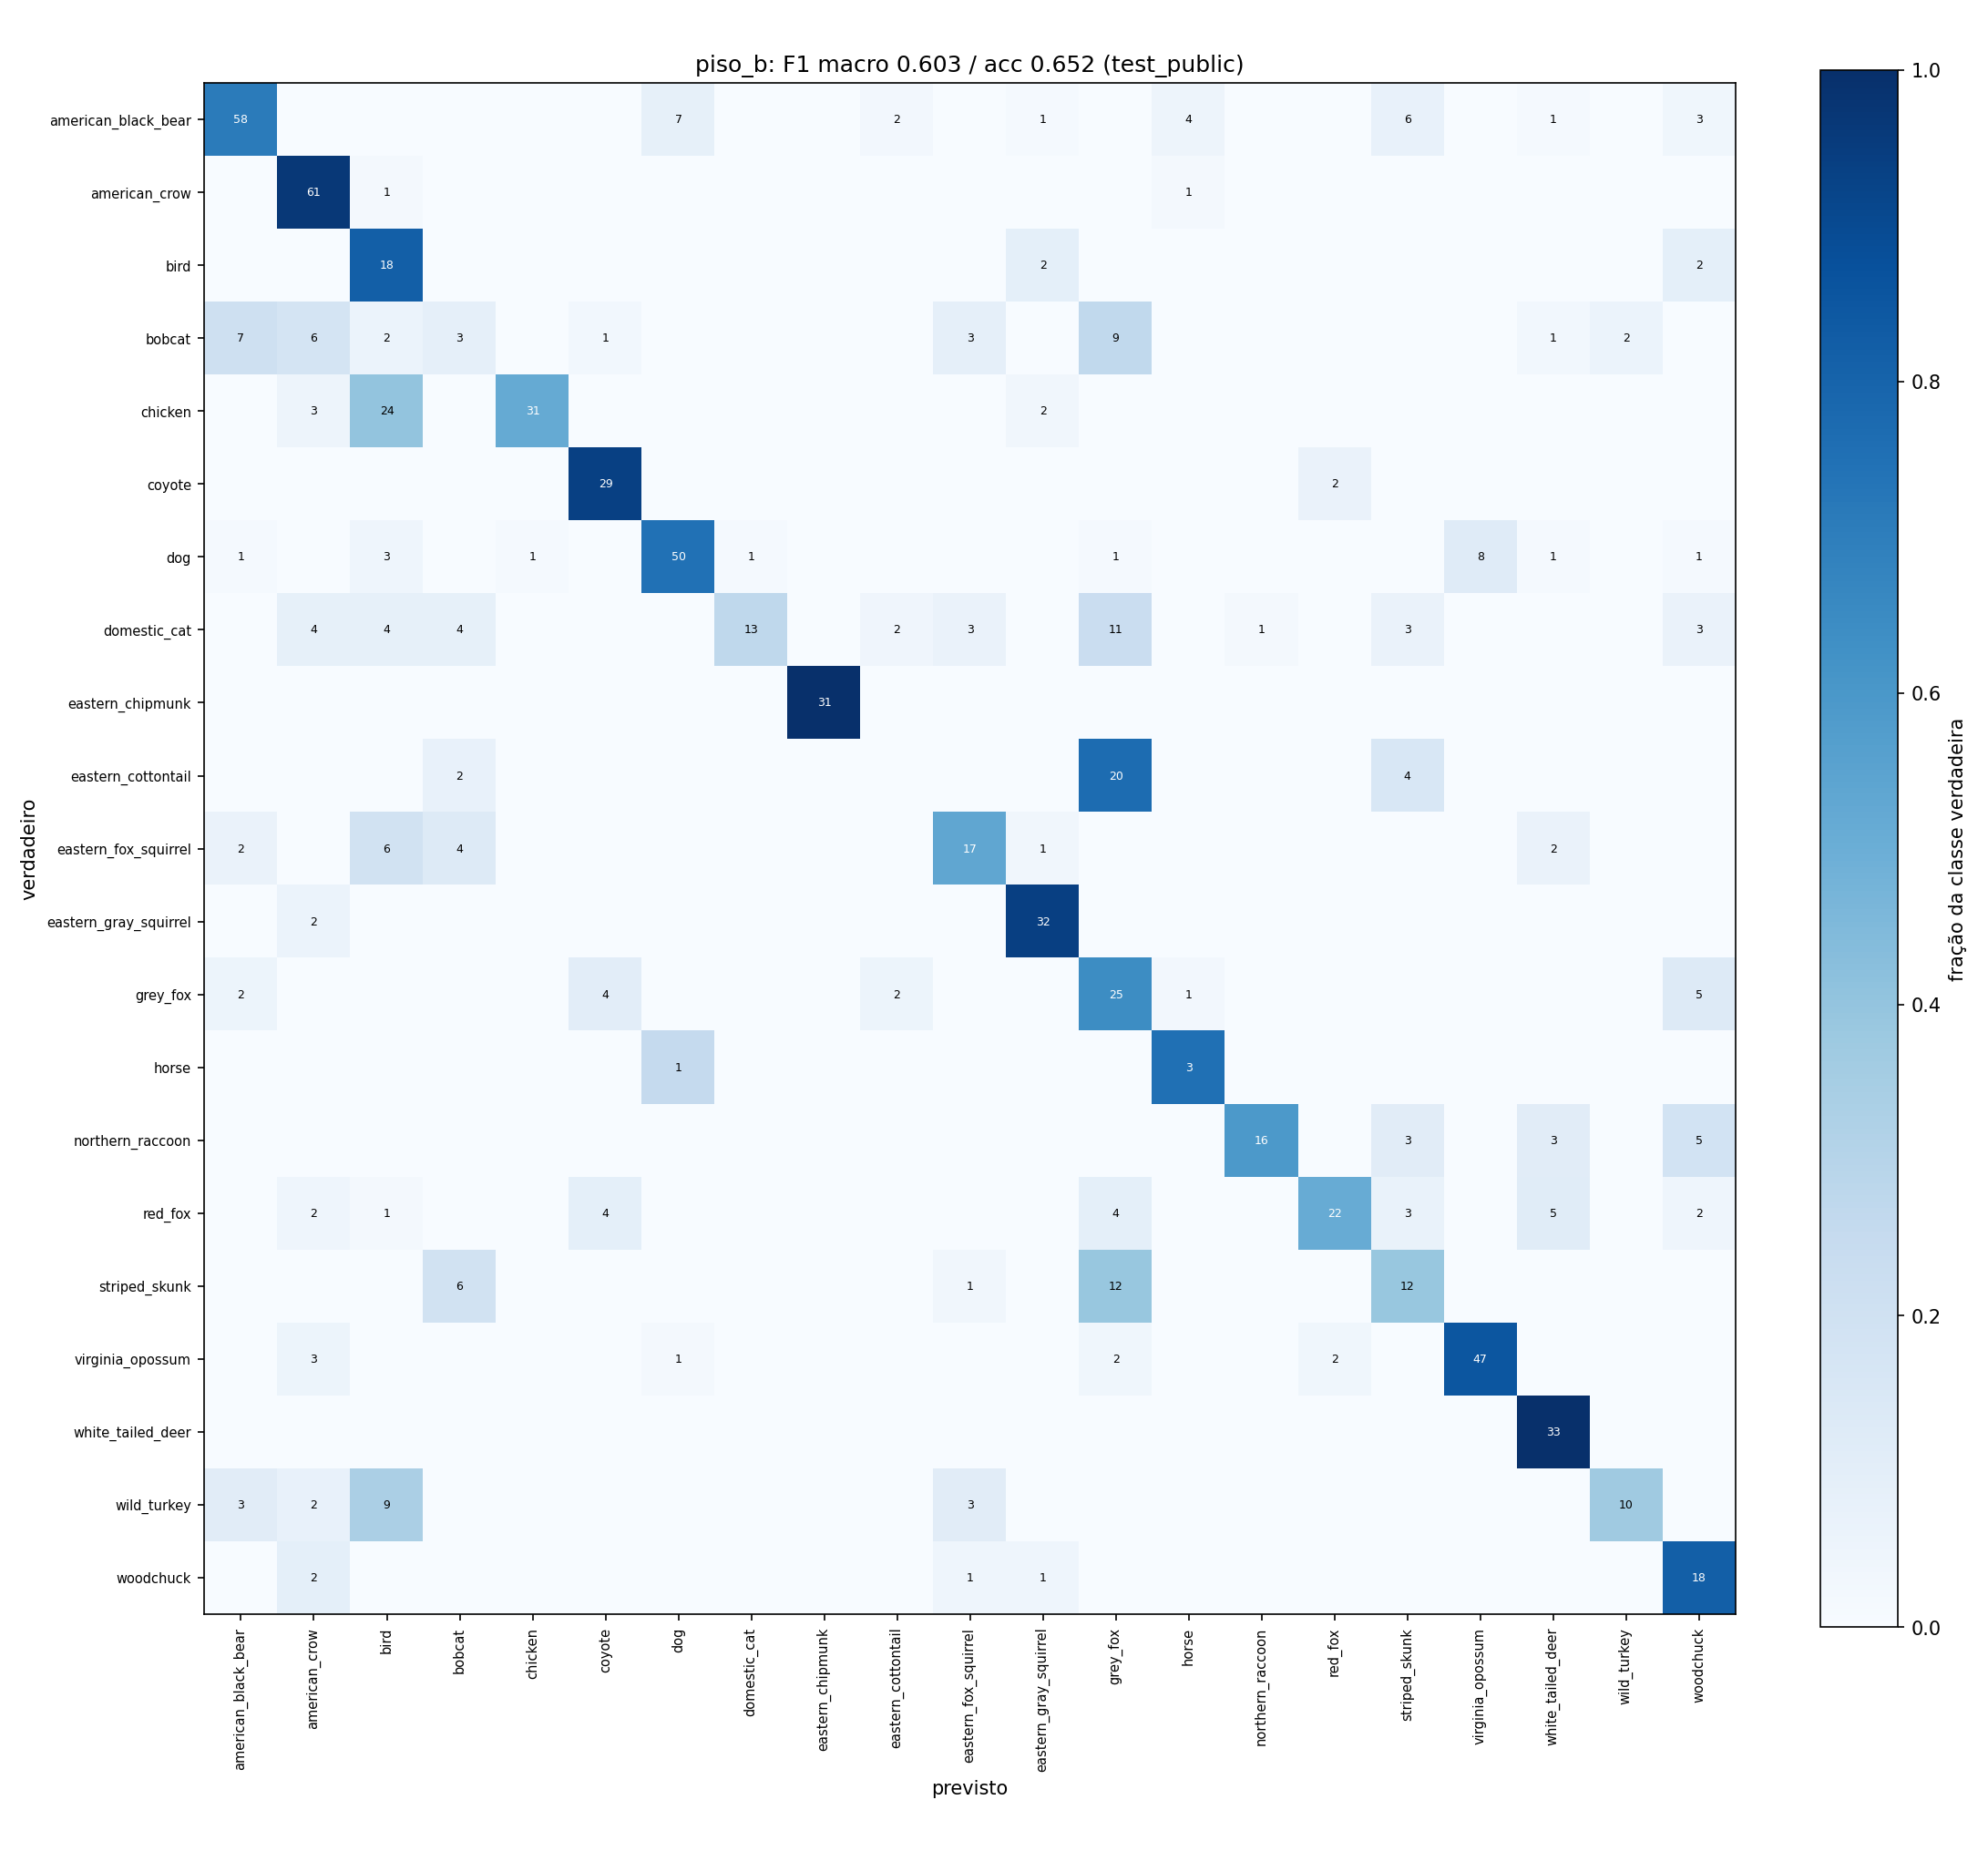 piso_b: F1 macro 0.603 / acc 0.652 (test_public)
american_black_bear 58 7 2 1 4 6 1 3
american_crow 61 1 1
bird 18 2 2
bobcat 7 6 2 3 1 3 9 1 2
chicken 3 24 31 2
coyote 29 2
dog 1 3 1 50 1 1 8 1 1
domestic_cat 4 4 4 13 2 3 11 1 3 3
eastern_chipmunk 31
eastern_cottontail 2 20 4
eastern_fox_squirrel 2 6 4 17 1 2
eastern_gray_squirrel 2 32
grey_fox 2 4 2 25 1 5
horse 1 3
northern_raccoon 16 3 3 5
red_fox 2 1 4 4 22 3 5 2
striped_skunk 6 1 12 12
virginia_opossum 3 1 2 2 47
white_tailed_deer 33
wild_turkey 3 2 9 3 10
woodchuck 2 1 1 18
verdadeiro
american_black_bear
american_crow
bird
bobcat
chicken
coyote
dog
domestic_cat
eastern_chipmunk
eastern_cottontail
eastern_fox_squirrel
eastern_gray_squirrel
grey_fox
horse
northern_raccoon
red_fox
striped_skunk
virginia_opossum
white_tailed_deer
wild_turkey
woodchuck
previsto
1.0
0.8
0.6
0.4
0.2
0.0
fração da classe verdadeira